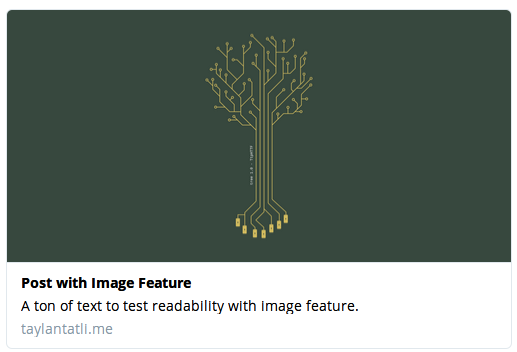 Post with Image Feature
A ton of text to test readability with image feature.
taylantatli.me